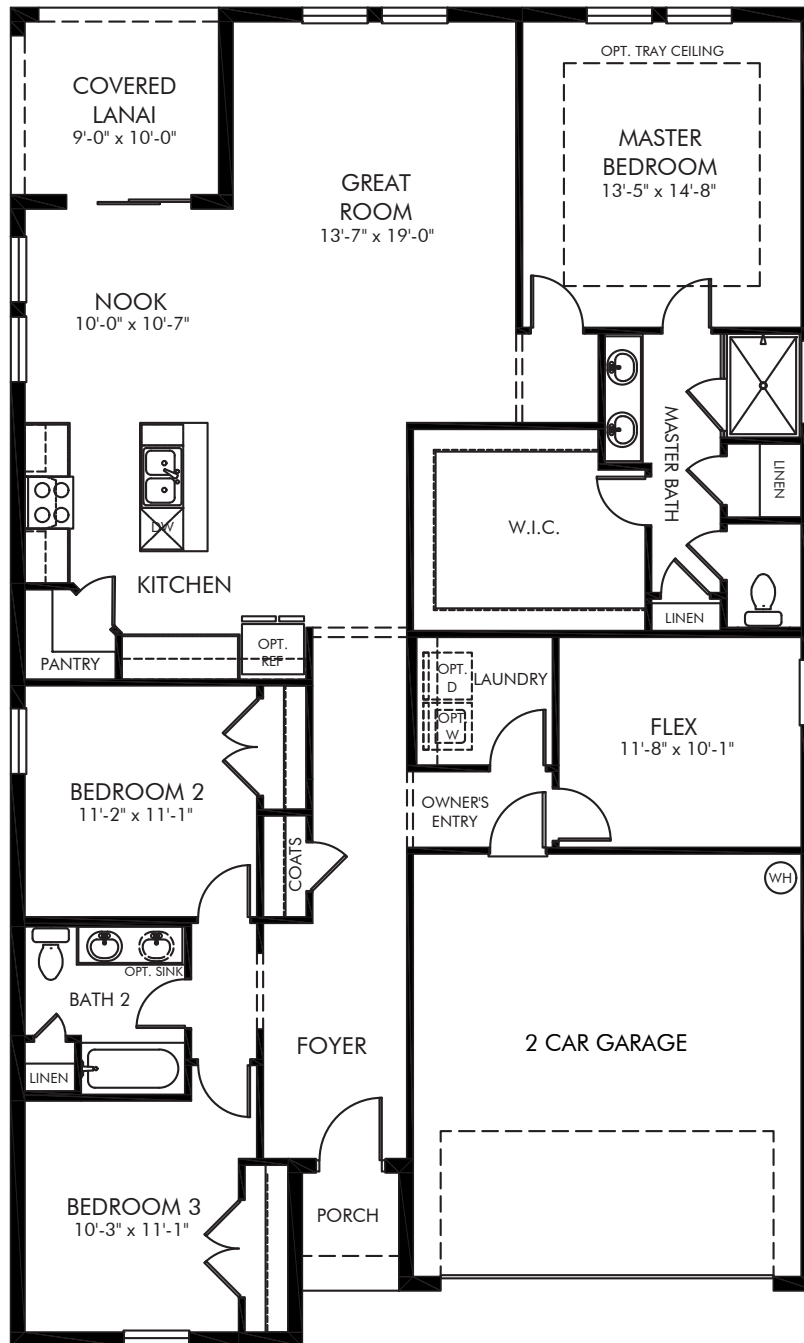 OPT. TRAY CEILING
COVERED
LANAI
9'-0" x 10'-0"
MASTER
BEDROOM
13'-5" x 14'-8"
GREAT
ROOM
13'-7" x 19'-0"
NOOK
10'-0" x 10'-7"
MASTER BATH
LINEN
W.I.C.
DW
KITCHEN
LINEN
PANTRY
OPT.
REF
OPT.
D
LAUNDRY
OPT.
W
FLEX
11'-8" x 10'-1"
BEDROOM 2
11'-2" x 11'-1"
OWNER'S
ENTRY
COATS
WH
OPT. SINK
BATH 2
FOYER
2 CAR GARAGE
LINEN
BEDROOM 3
10'-3" x 11'-1"
PORCH